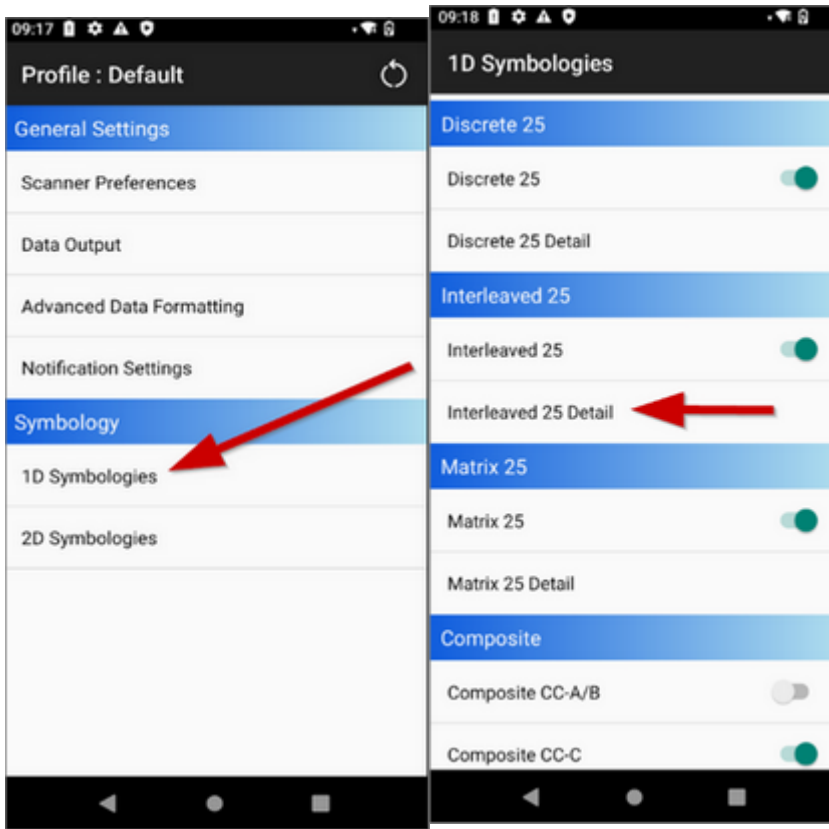 09:17
Profile : Default
General Settings
Scanner Preferences
Data Output
Advanced Data Formatting
Notification Settings
Symbology
1D Symbologies
2D Symbologies
09:18
1D Symbologies
Discrete 25
Discrete 25
Discrete 25 Detail
Interleaved 25
Interleaved 25
Interleaved 25 Detail
Matrix 25
Matrix 25
Matrix 25 Detail
Composite
Composite CC-A/B
Composite CC-C